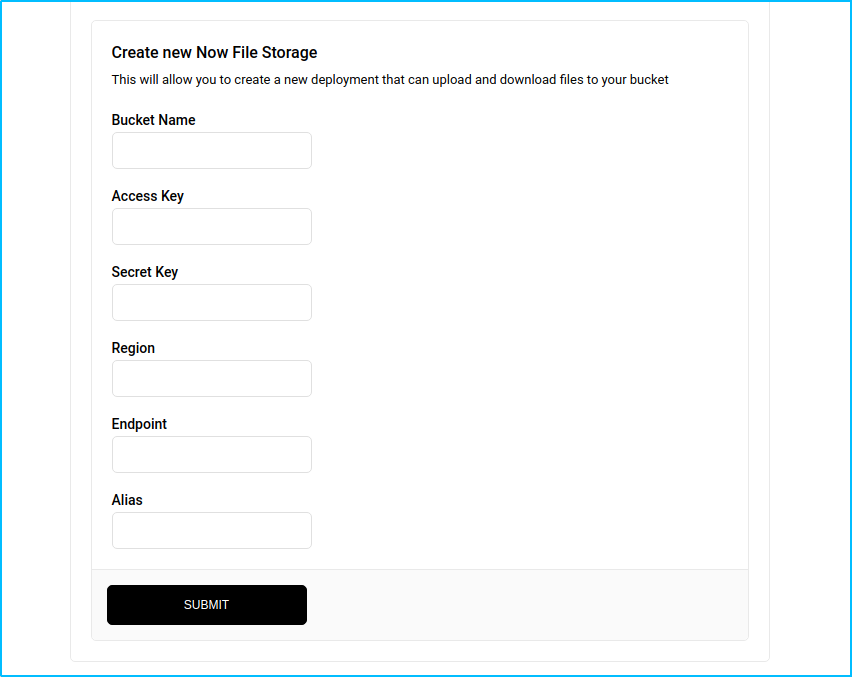 Create new Now File Storage
This will allow you to create a new deployment that can upload and download files to your bucket
Bucket Name
Access Key
Secret Key
Region
Endpoint
Alias
SUBMIT